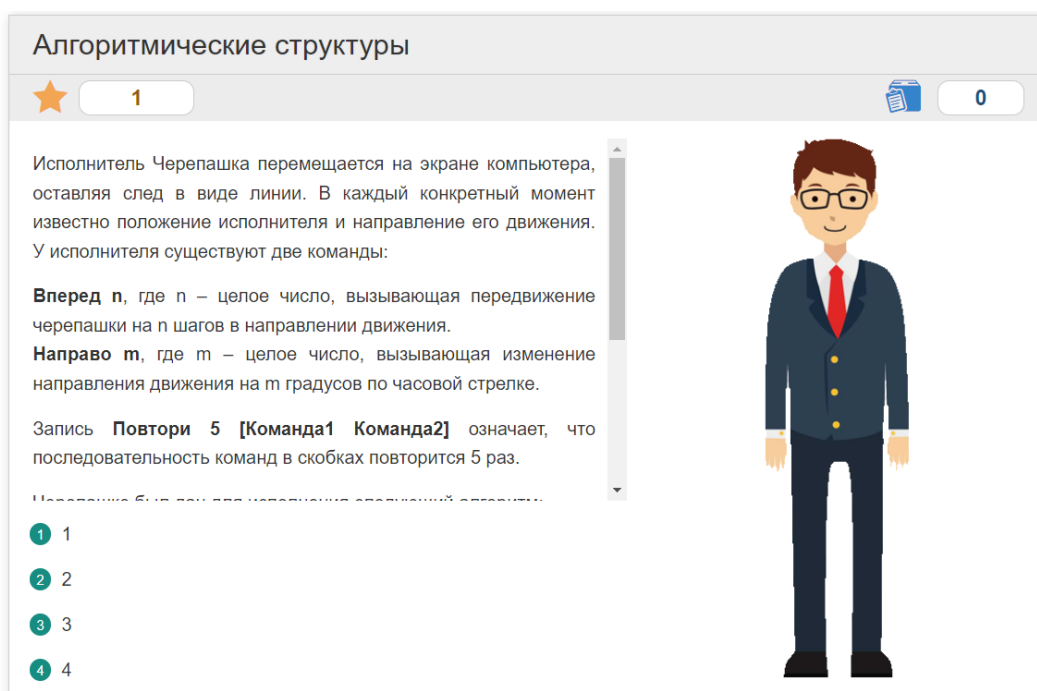 Алгоритмические структуры
1
0
Исполнитель Черепашка перемещается на экране компьютера,
оставляя след в виде линии. В каждый конкретный момент
известно положение исполнителя и направление его движения.
У исполнителя существуют две команды:
Вперед n, где n – целое число, вызывающая передвижение
черепашки на n шагов в направлении движения.
Направо m, где m – целое число, вызывающая изменение
направления движения на m градусов по часовой стрелке.
Запись Повтори 5 [Команда1 Команда2] означает, что
последовательность команд в скобках повторится 5 раз.
1 1
2 2
3 3
4 4